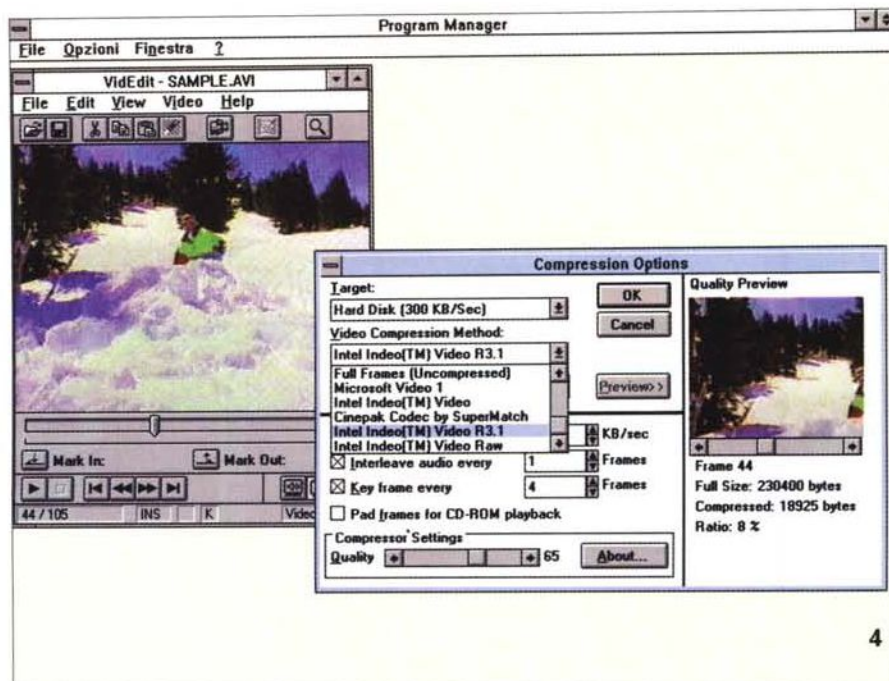 Program Manager
File Opzioni Finestra ?
VidEdit - SAMPLE.AVI
File Edit View Video Help
Mark In:
Mark Out:
44 / 105 INS K Video
Compression Options
Target:
Hard Disk (300 KB/Sec)
Video Compression Method:
Intel Indeo(TM) Video R3.1
Full Frames (Uncompressed)
Microsoft Video 1
Intel Indeo(TM) Video
Cinepak Codec by SuperMatch
Intel Indeo(TM) Video R3.1
Intel Indeo(TM) Video Raw
KB/sec
Interleave audio every 1 Frames
Key frame every 4 Frames
Pad frames for CD-ROM playback
Compressor Settings
Quality 65 About...
OK
Cancel
Preview>>
Quality Preview
Frame 44
Full Size: 230400 bytes
Compressed: 18925 bytes
Ratio: 8 %
4